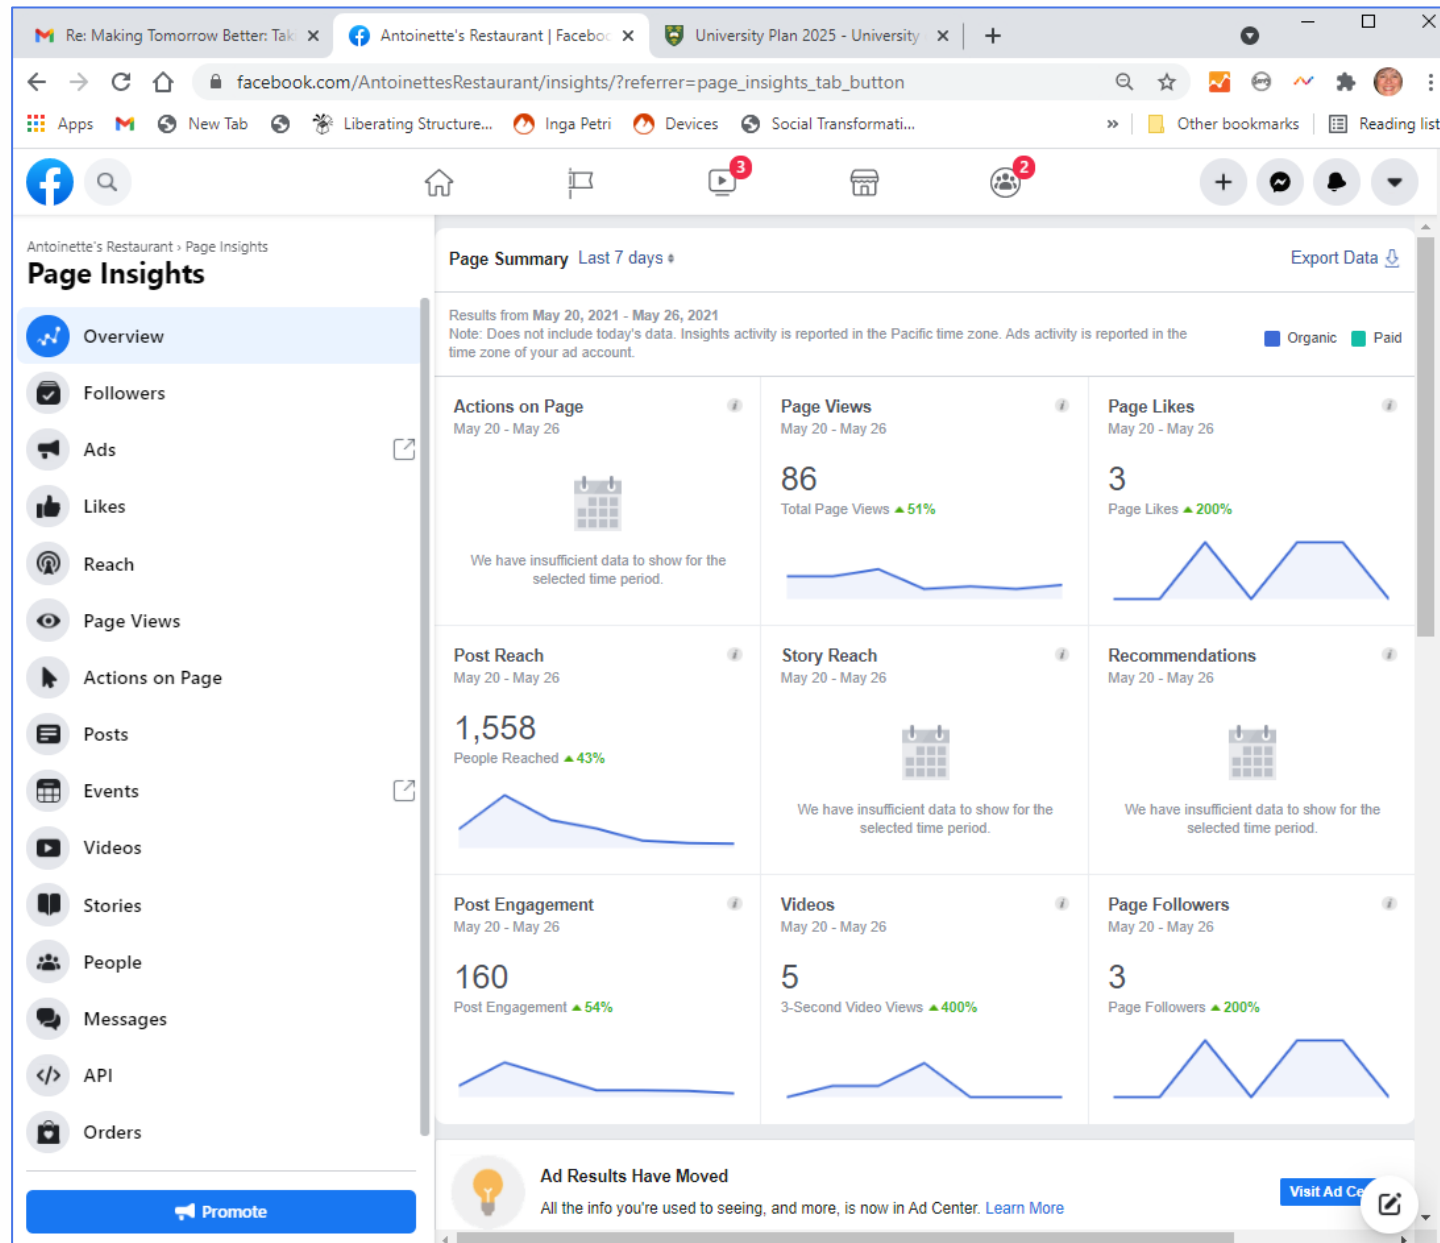 Re: Making Tomorrow Better: Tak
Antoinette's Restaurant | Faceboo
University Plan 2025 - University
facebook.com/AntoinettesRestaurant/insights/?referrer=page_insights_tab_button
Apps New Tab Liberating Structure... Inga Petri Devices Social Transformati... » Other bookmarks Reading list
3
2
Antoinette's Restaurant › Page Insights
Page Insights
Overview
Followers
Ads
Likes
Reach
Page Views
Actions on Page
Posts
Events
Videos
Stories
People
Messages
API
Orders
Promote
Page Summary Last 7 days
Export Data
Results from May 20, 2021 - May 26, 2021
Note: Does not include today's data. Insights activity is reported in the Pacific time zone. Ads activity is reported in the
time zone of your ad account.
Organic Paid
Actions on Page
May 20 - May 26
We have insufficient data to show for the
selected time period.
Page Views
May 20 - May 26
86
Total Page Views 51%
Page Likes
May 20 - May 26
3
Page Likes 200%
Post Reach
May 20 - May 26
1,558
People Reached 43%
Story Reach
May 20 - May 26
We have insufficient data to show for the
selected time period.
Recommendations
May 20 - May 26
We have insufficient data to show for the
selected time period.
Post Engagement
May 20 - May 26
160
Post Engagement 54%
Videos
May 20 - May 26
5
3-Second Video Views 400%
Page Followers
May 20 - May 26
3
Page Followers 200%
Ad Results Have Moved
All the info you're used to seeing, and more, is now in Ad Center. Learn More
Visit Ad Ce